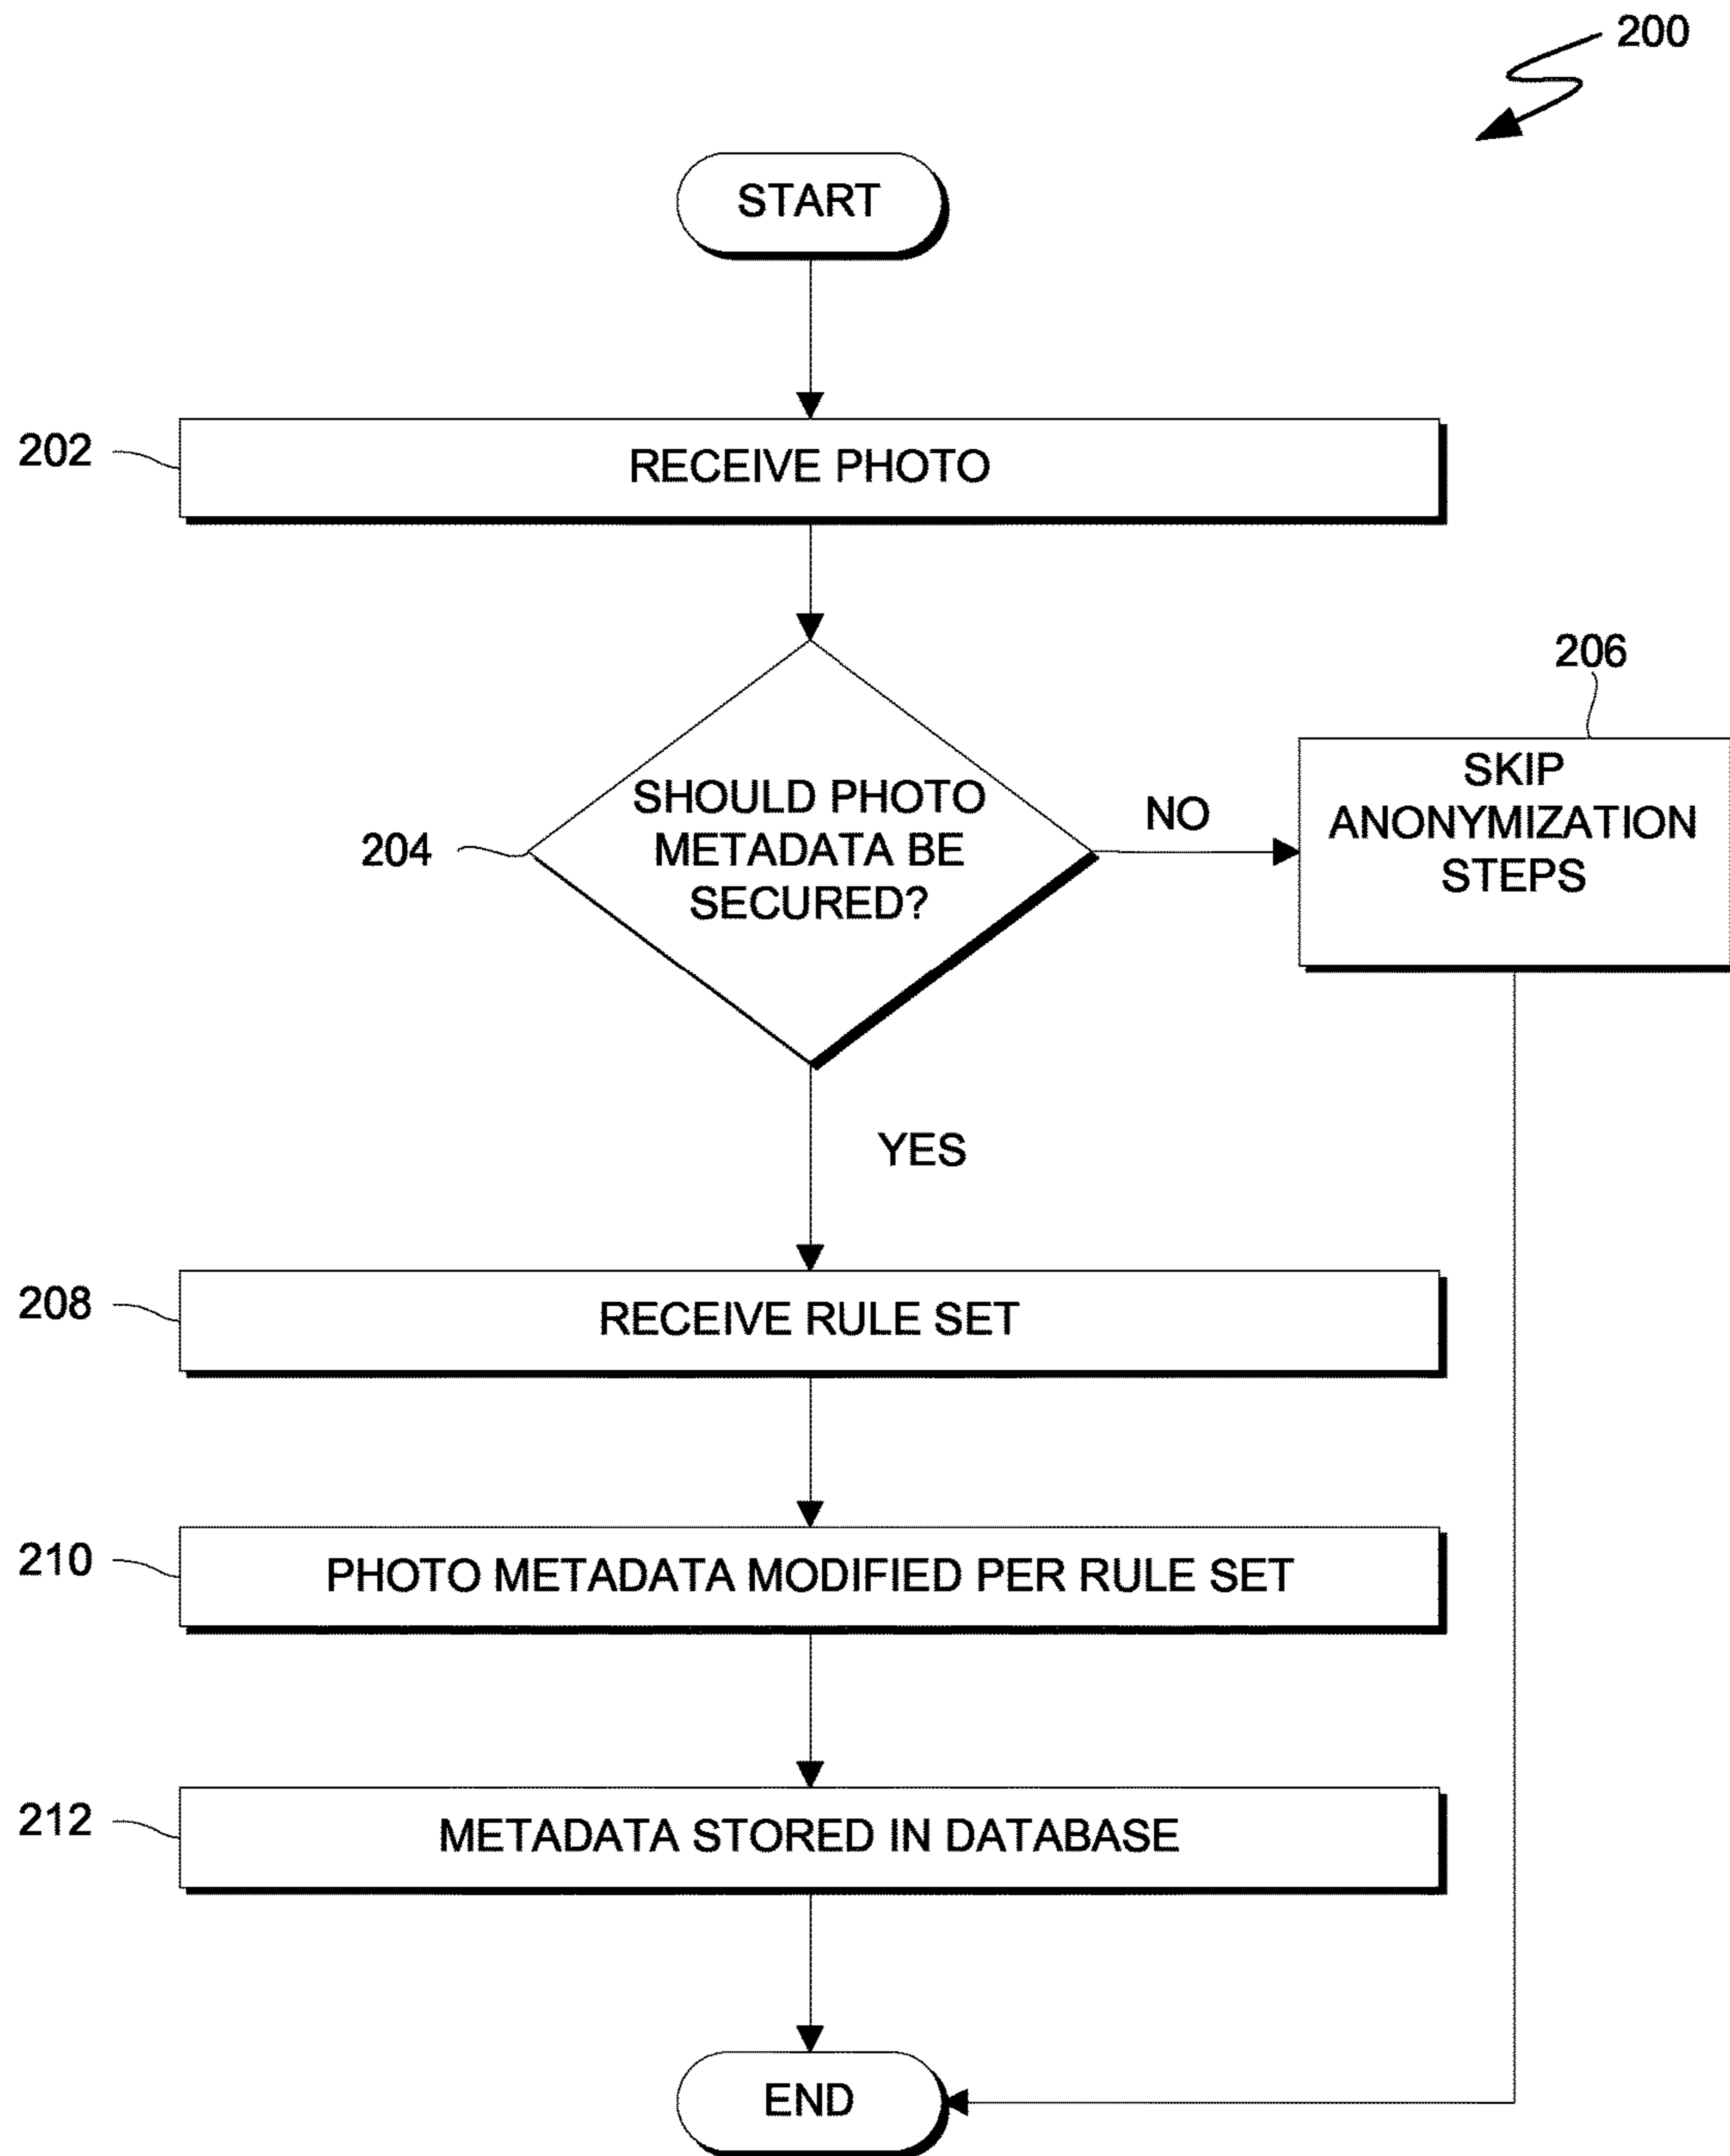 200
START
202
RECEIVE PHOTO
206
SHOULD PHOTO
METADATA BE
SECURED?
204
NO
SKIP
ANONYMIZATION
STEPS
YES
208
RECEIVE RULE SET
210
PHOTO METADATA MODIFIED PER RULE SET
212
METADATA STORED IN DATABASE
END